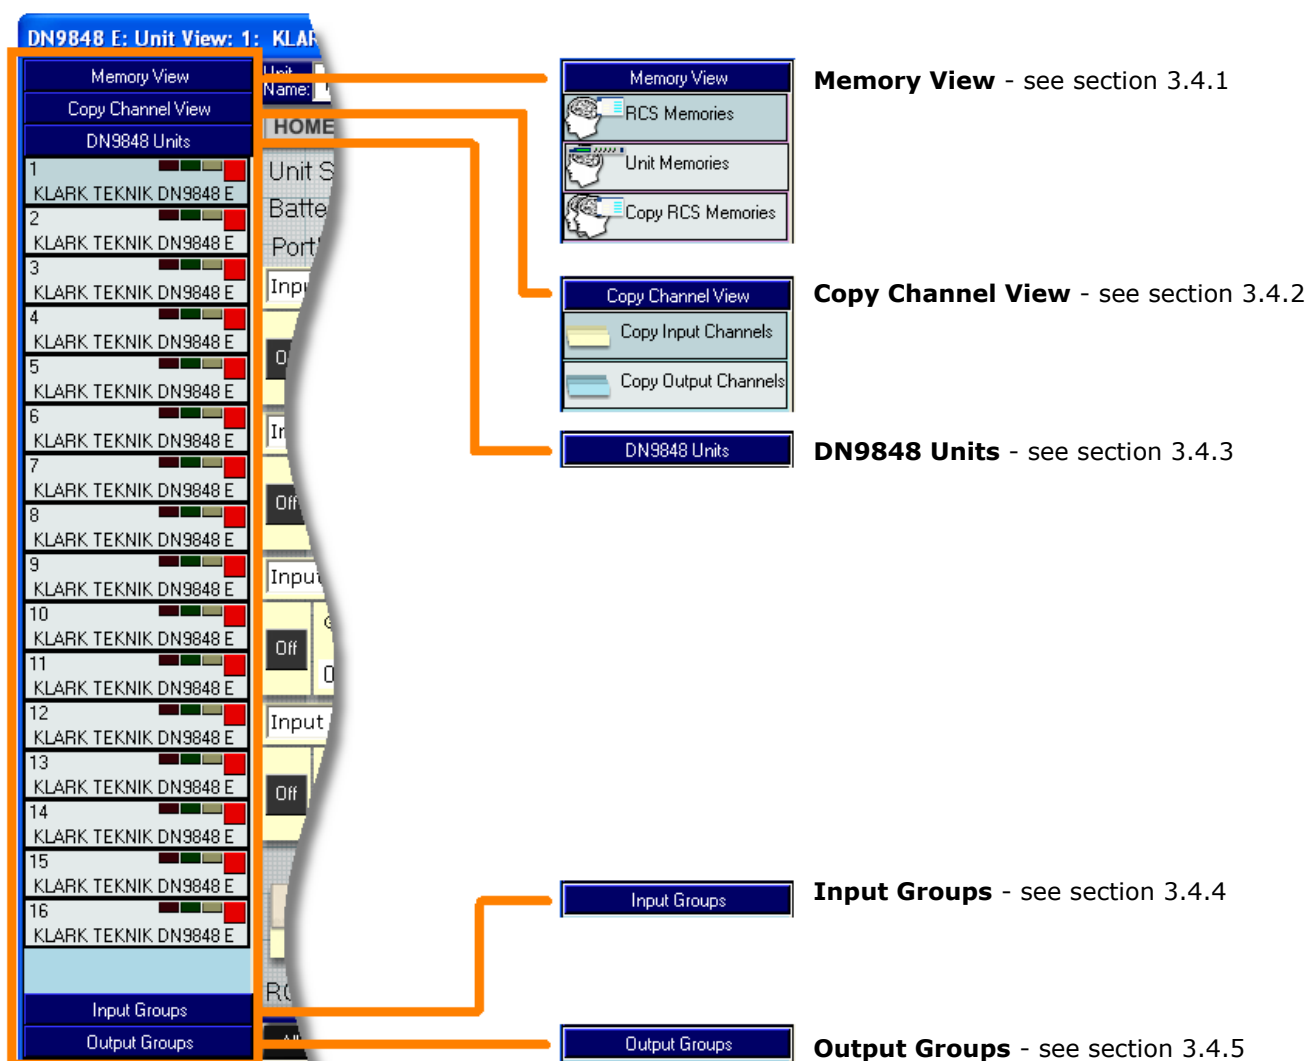 DN9848 E: Unit View: 1: KLAR
Memory View
Copy Channel View
DN9848 Units
1
KLARK TEKNIK DN9848 E
2
KLARK TEKNIK DN9848 E
3
KLARK TEKNIK DN9848 E
4
KLARK TEKNIK DN9848 E
5
KLARK TEKNIK DN9848 E
6
KLARK TEKNIK DN9848 E
7
KLARK TEKNIK DN9848 E
8
KLARK TEKNIK DN9848 E
9
KLARK TEKNIK DN9848 E
10
KLARK TEKNIK DN9848 E
11
KLARK TEKNIK DN9848 E
12
KLARK TEKNIK DN9848 E
13
KLARK TEKNIK DN9848 E
14
KLARK TEKNIK DN9848 E
15
KLARK TEKNIK DN9848 E
16
KLARK TEKNIK DN9848 E
Input Groups
Output Groups
Unit
Name:
HOME
Unit S
Batte
Port
Inpu
Off
Input
Off
Input
Off
Memory View
RCS Memories
Unit Memories
Copy RCS Memories
Memory View - see section 3.4.1
Copy Channel View
Copy Input Channels
Copy Output Channels
Copy Channel View - see section 3.4.2
DN9848 Units
DN9848 Units - see section 3.4.3
Input Groups
Input Groups - see section 3.4.4
Output Groups
Output Groups - see section 3.4.5